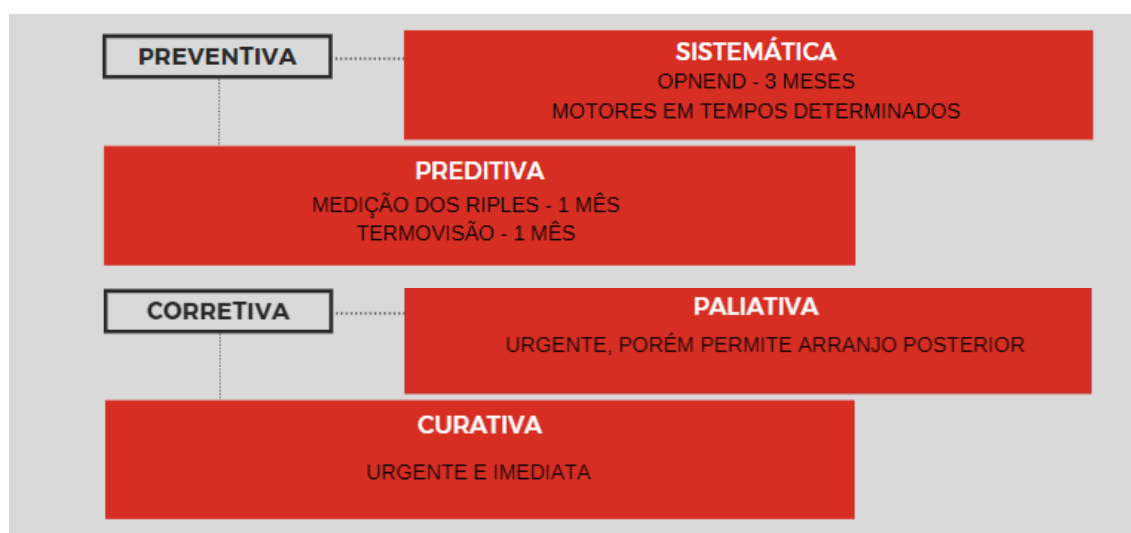 PREVENTIVA
SISTEMÁTICA
OPNEND - 3 MESES
MOTORES EM TEMPOS DETERMINADOS
PREDITIVA
MEDIÇÃO DOS RIPLES - 1 MÊS
TERMOVISÃO - 1 MÊS
CORRETIVA
PALIATIVA
URGENTE, PORÉM PERMITE ARRANJO POSTERIOR
CURATIVA
URGENTE E IMEDIATA